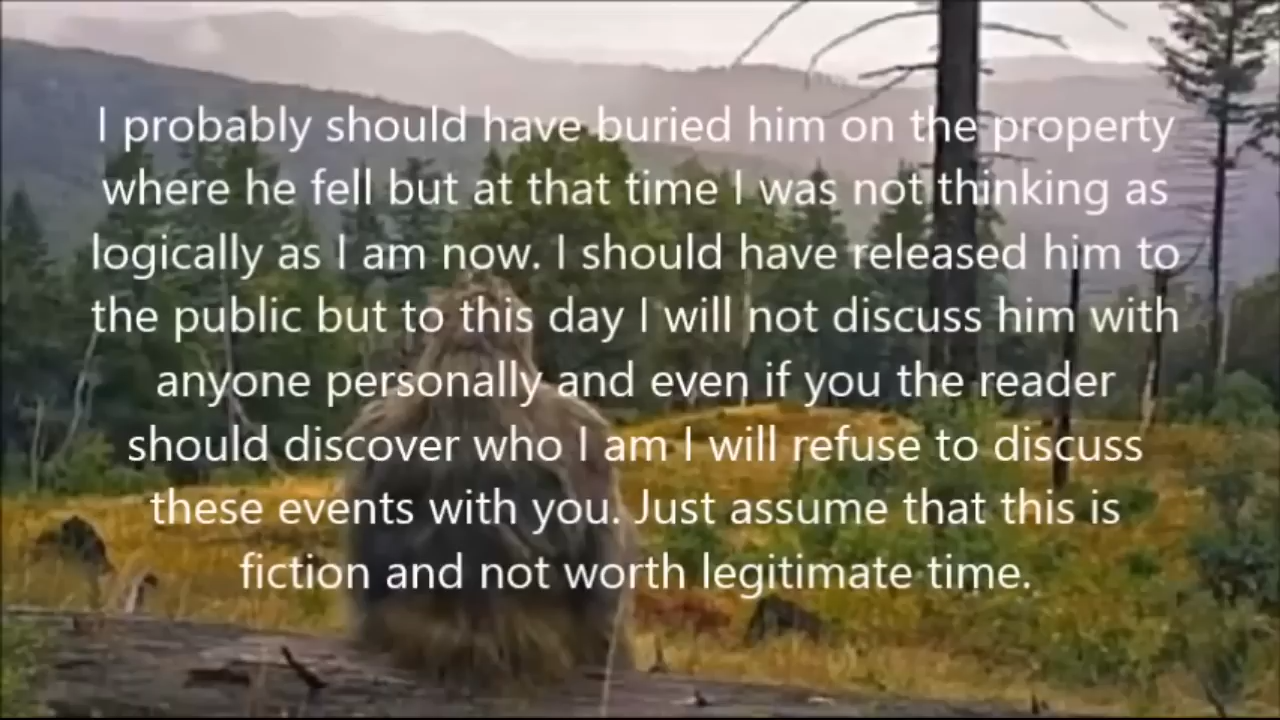 I probably should have buried him on the property
where he fell but at that time I was not thinking as
logically as I am now. I should have released him to
the public but to this day I will not discuss him with
anyone personally and even if you the reader
should discover who I am I will refuse to discuss
these events with you. Just assume that this is
fiction and not worth legitimate time.